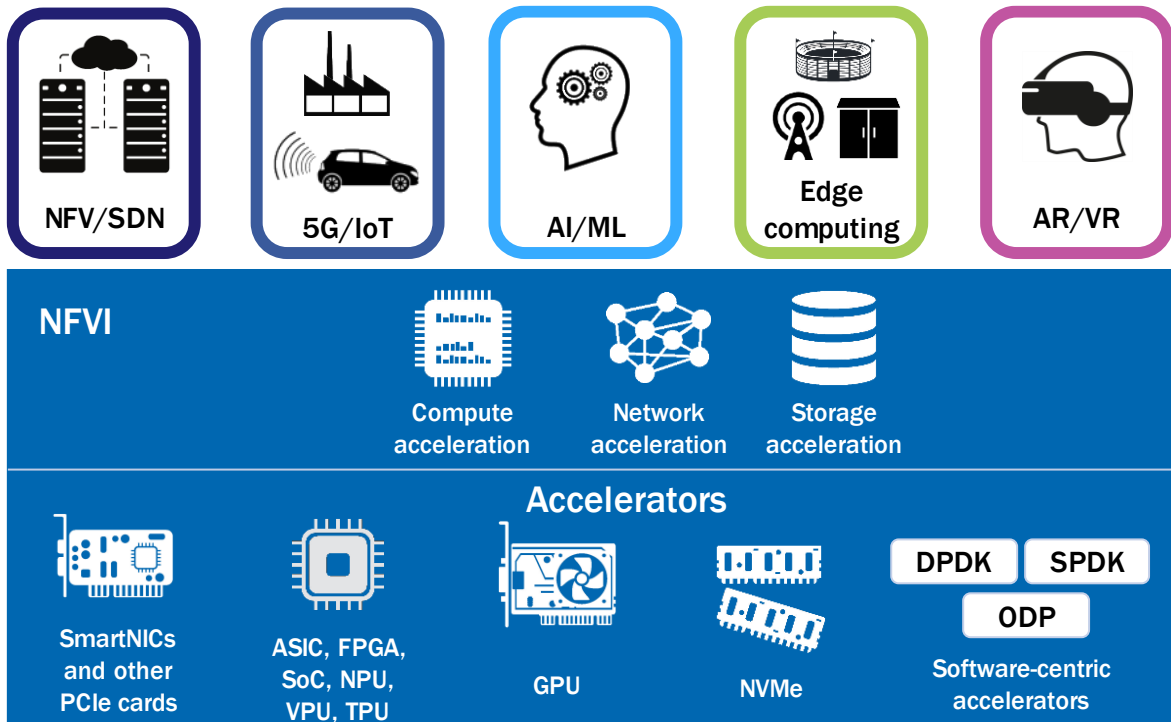 NFV/SDN
5G/IoT
AI/ML
Edge
computing
AR/VR
NFVI
Compute
acceleration
Network
acceleration
Storage
acceleration
Accelerators
SmartNICs
and other
PCIe cards
ASIC, FPGA,
SoC, NPU,
VPU, TPU
GPU
NVMe
DPDK
SPDK
ODP
Software-centric
accelerators